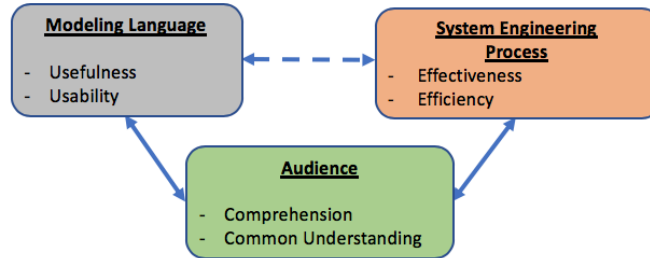 Modeling Language
- Usefulness
- Usability
System Engineering
Process
- Effectiveness
- Efficiency
Audience
- Comprehension
- Common Understanding